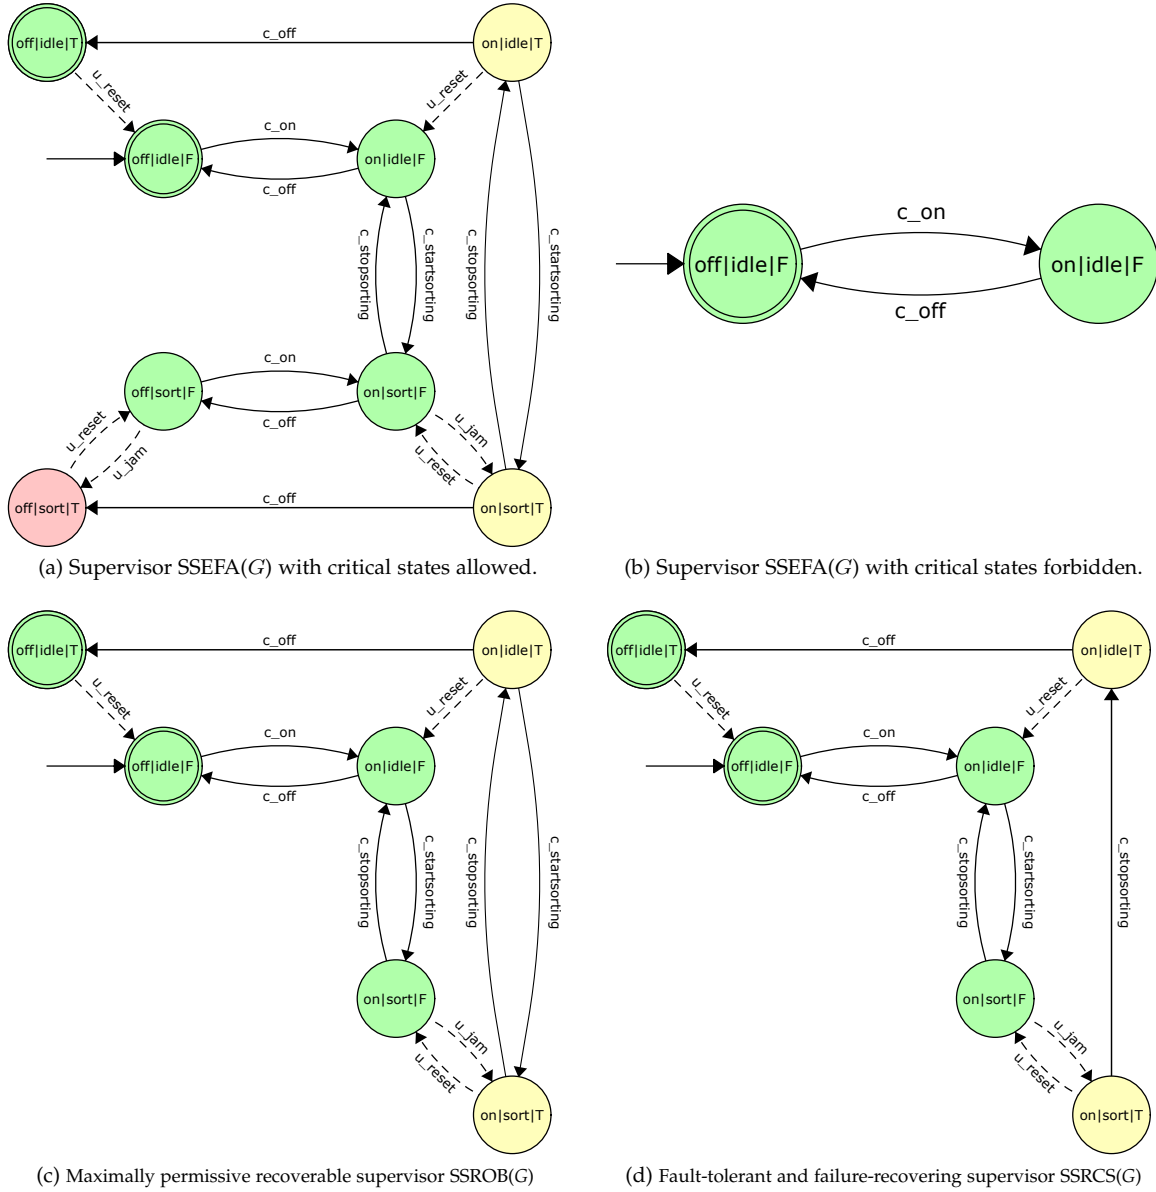 off|idle|T
c_off
on|idle|T
u_reset
u_reset
off|idle|F
c_on
c_off
on|idle|F
c_stopsorting
c_startsorting
c_stopsorting
c_startsorting
off|sort|F
c_on
c_off
on|sort|F
u_reset
u_jam
u_jam
u_reset
off|sort|T
c_off
on|sort|T
(a) Supervisor SSEFA(G) with critical states allowed.
off|idle|F
c_on
c_off
on|idle|F
(b) Supervisor SSEFA(G) with critical states forbidden.
off|idle|T
c_off
on|idle|T
u_reset
u_reset
off|idle|F
c_on
c_off
on|idle|F
c_stopsorting
c_startsorting
c_stopsorting
c_startsorting
on|sort|F
u_jam
u_reset
on|sort|T
(c) Maximally permissive recoverable supervisor SSROB(G)
off|idle|T
c_off
on|idle|T
u_reset
u_reset
off|idle|F
c_on
c_off
on|idle|F
c_stopsorting
c_startsorting
c_stopsorting
on|sort|F
u_jam
u_reset
on|sort|T
(d) Fault-tolerant and failure-recovering supervisor SSRCS(G)